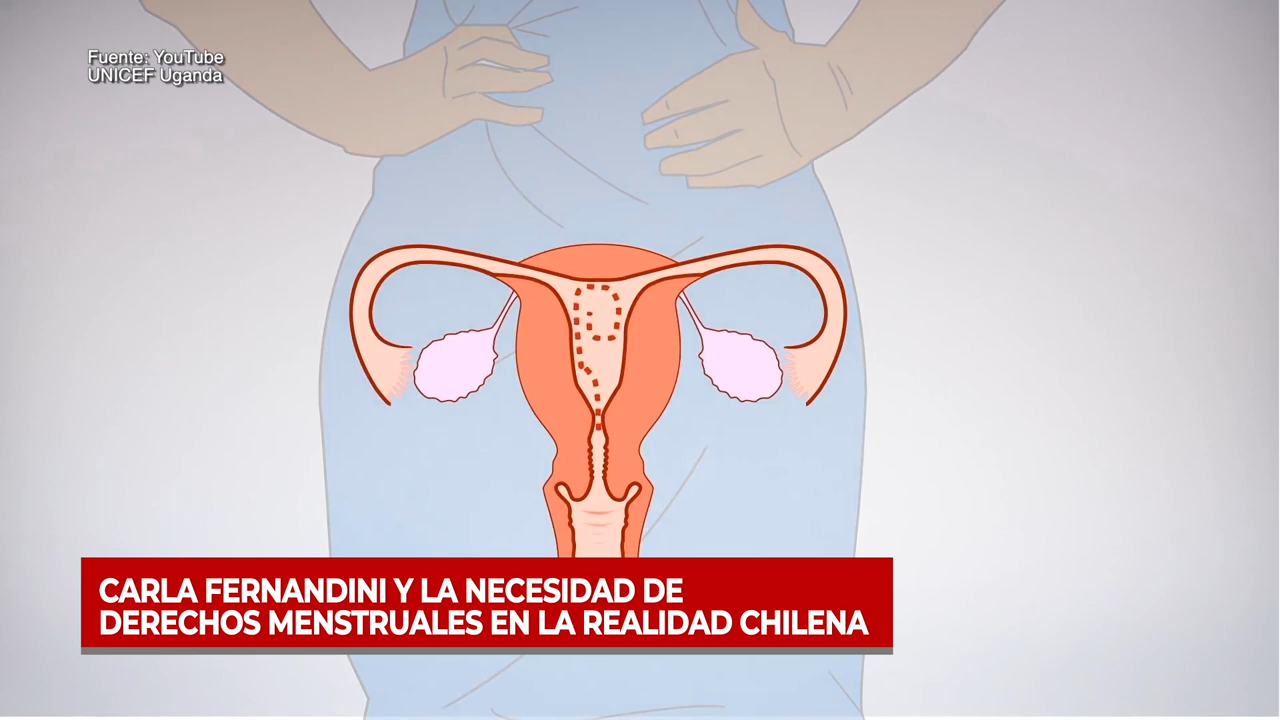 Fuente: YouTube
UNICEF Uganda
CARLA FERNANDINI Y LA NECESIDAD DE
DERECHOS MENSTRUALES EN LA REALIDAD CHILENA